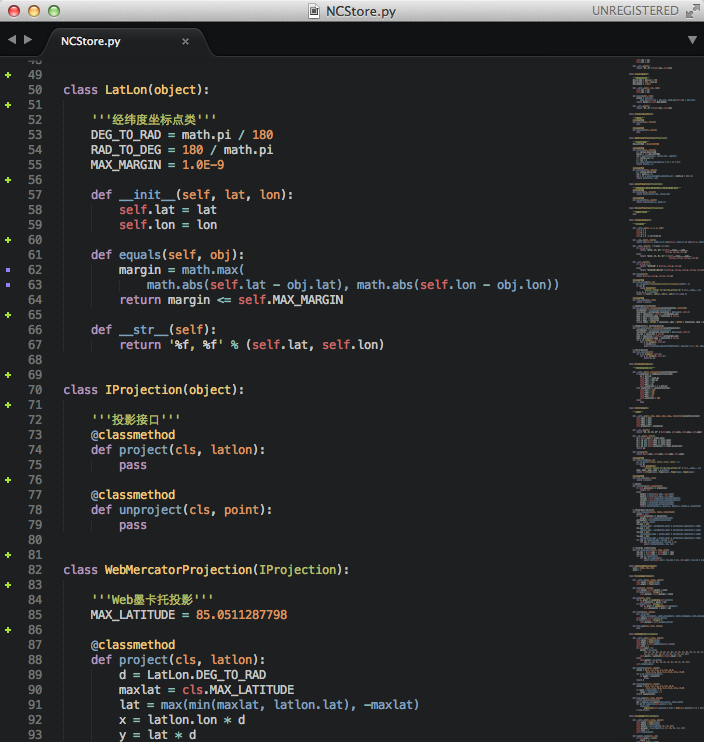 NCStore.py
UNREGISTERED
NCStore.py ×
49
50 class LatLon(object):
51
52     '''经纬度坐标点类'''
53     DEG_TO_RAD = math.pi / 180
54     RAD_TO_DEG = 180 / math.pi
55     MAX_MARGIN = 1.0E-9
56
57     def __init__(self, lat, lon):
58         self.lat = lat
59         self.lon = lon
60
61     def equals(self, obj):
62         margin = math.max(
63             math.abs(self.lat - obj.lat), math.abs(self.lon - obj.lon))
64         return margin <= self.MAX_MARGIN
65
66     def __str__(self):
67         return '%f, %f' % (self.lat, self.lon)
68
69
70 class IProjection(object):
71
72     '''投影接口'''
73     @classmethod
74     def project(cls, latlon):
75         pass
76
77     @classmethod
78     def unproject(cls, point):
79         pass
80
81
82 class WebMercatorProjection(IProjection):
83
84     '''Web墨卡托投影'''
85     MAX_LATITUDE = 85.0511287798
86
87     @classmethod
88     def project(cls, latlon):
89         d = LatLon.DEG_TO_RAD
90         maxlat = cls.MAX_LATITUDE
91         lat = max(min(maxlat, latlon.lat), -maxlat)
92         x = latlon.lon * d
93         y = lat * d